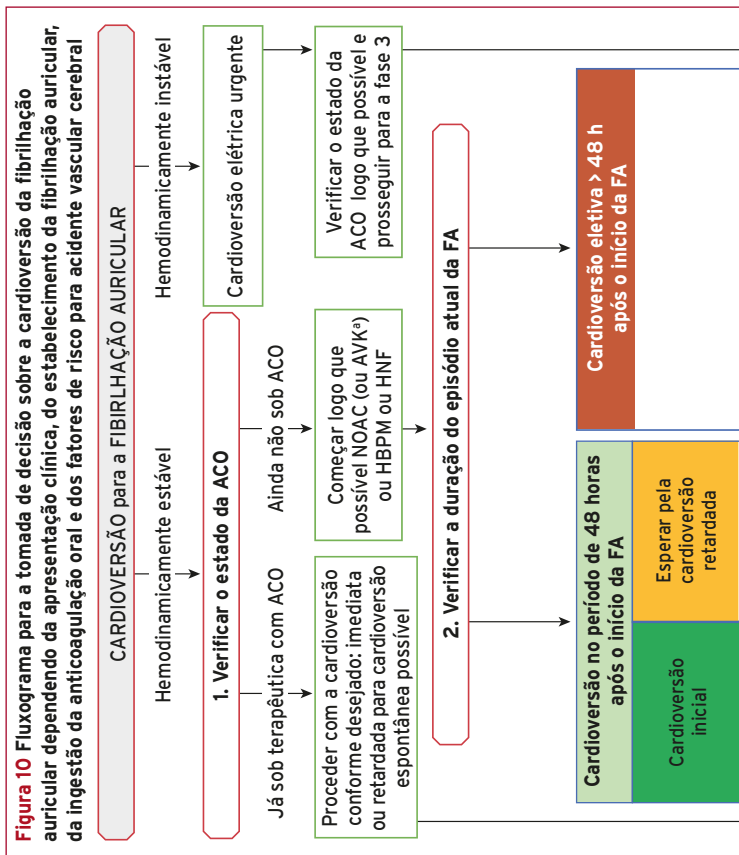 Figura 10 Fluxograma para a tomada de decisão sobre a cardioversão da fibrilhação
auricular dependendo da apresentação clínica, do estabelecimento da fibrilhação auricular,
da ingestão da anticoagulação oral e dos fatores de risco para acidente vascular cerebral
CARDIOVERSÃO para a FIBIRLHAÇÃO AURICULAR
Hemodinamicamente estável
Hemodinamicamente instável
1. Verificar o estado da ACO
Cardioversão elétrica urgente
Já sob terapêutica com ACO
Ainda não sob ACO
Proceder com a cardioversão
conforme desejado: imediata
ou retardada para cardioversão
espontânea possível
Começar logo que
possível NOAC (ou AVKª)
ou HBPM ou HNF
Verificar o estado da
ACO logo que possível e
prosseguir para a fase 3
2. Verificar a duração do episódio atual da FA
Cardioversão no período de 48 horas
após o início da FA
Cardioversão
inicial
Esperar pela
cardioversão
retardada
Cardioversão eletiva > 48 h
após o início da FA